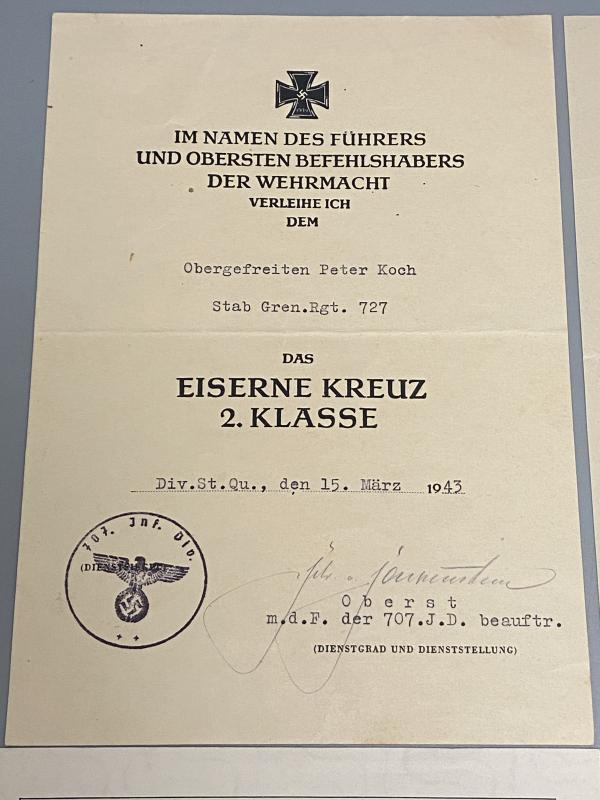 IM NAMEN DES FÜHRERS
UND OBERSTEN BEFEHLSHABERS
DER WEHRMACHT
VERLEIHE ICH
DEM
Obergefreiten Peter Koch
Stab Gren.Rgt. 727
DAS
EISERNE KREUZ
2. KLASSE
Div.St.Qu., den 15. März 1943
707. Inf. Div.
Oberst
m.d.F. der 707.J.D. beauftr.
(DIENSTGRAD UND DIENSTSTELLUNG)